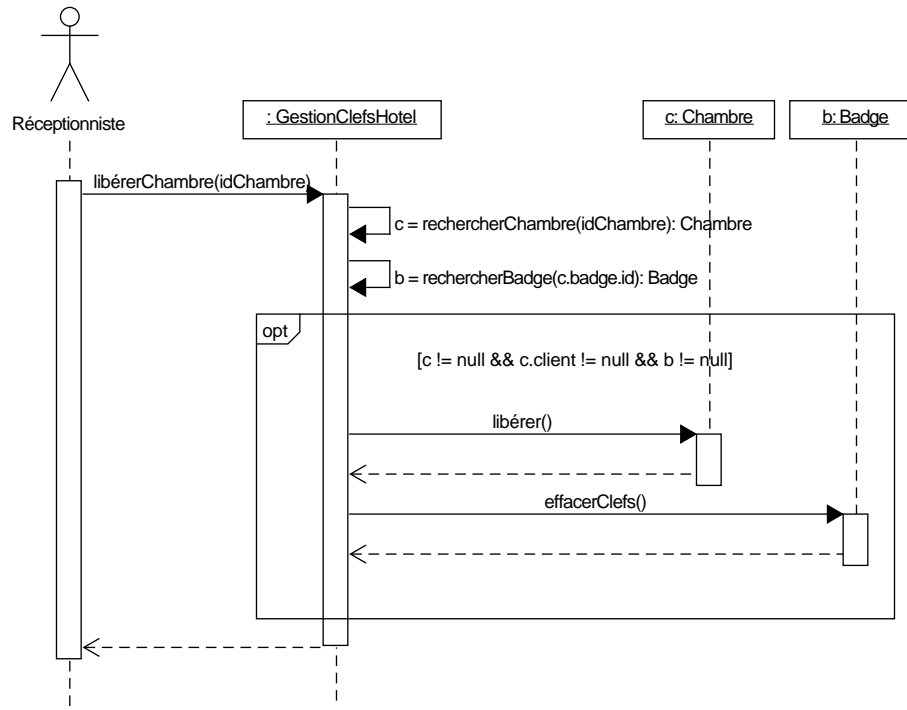 Réceptionniste
: GestionClefsHotel
c: Chambre
b: Badge
libérerChambre(idChambre)
c = rechercherChambre(idChambre): Chambre
b = rechercherBadge(c.badge.id): Badge
opt
[c != null && c.client != null && b != null]
libérer()
effacerClefs()